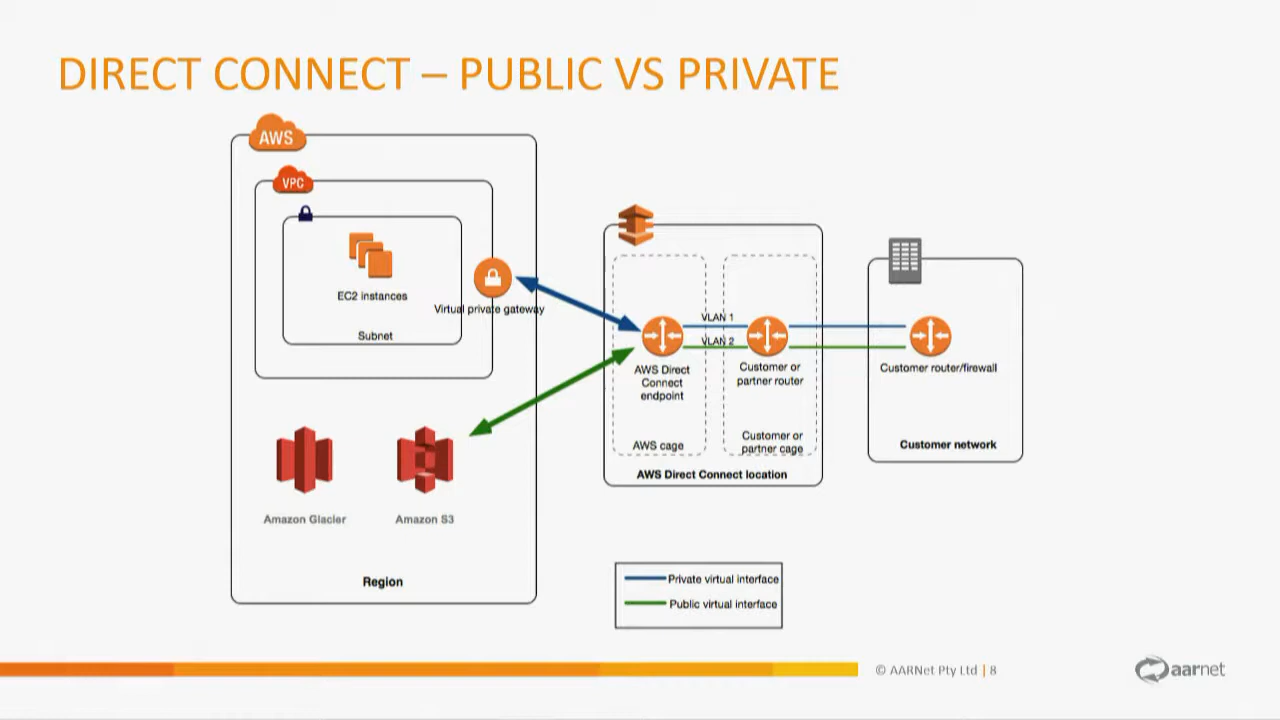 DIRECT CONNECT – PUBLIC VS PRIVATE
AWS
VPC
EC2 instances
Subnet
Virtual private gateway
Amazon Glacier
Amazon S3
Region
VLAN 1
VLAN 2
AWS Direct
Connect
endpoint
AWS cage
Customer or
partner router
Customer or
partner cage
AWS Direct Connect location
Customer router/firewall
Customer network
Private virtual interface
Public virtual interface
© AARNet Pty Ltd | 8
aarnet